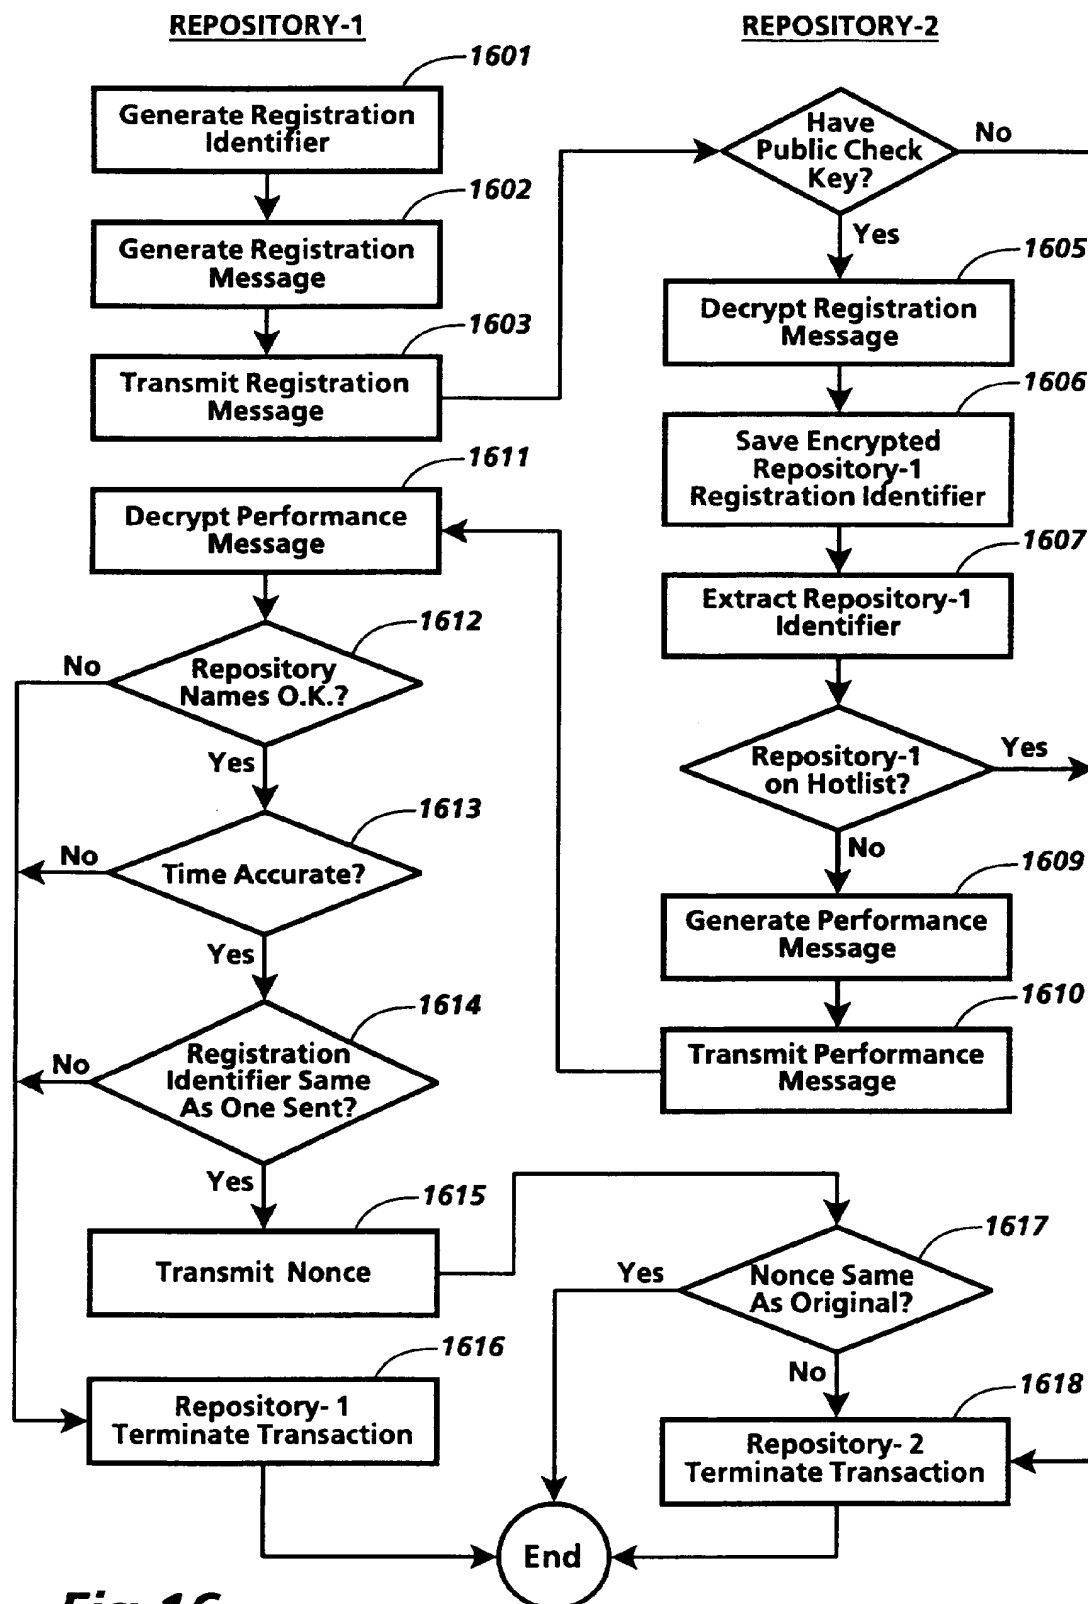 REPOSITORY-1
1601
Generate Registration
Identifier
1602
Generate Registration
Message
1603
Transmit Registration
Message
1611
Decrypt Performance
Message
1612
Repository
Names O.K.?
No
Yes
1613
Time Accurate?
No
Yes
1614
Registration
Identifier Same
As One Sent?
No
Yes
1615
Transmit Nonce
1616
Repository- 1
Terminate Transaction
REPOSITORY-2
Have
Public Check
Key?
No
Yes
1605
Decrypt Registration
Message
1606
Save Encrypted
Repository-1
Registration Identifier
1607
Extract Repository-1
Identifier
Repository-1
on Hotlist?
Yes
No
1609
Generate Performance
Message
1610
Transmit Performance
Message
1617
Nonce Same
As Original?
Yes
No
1618
Repository- 2
Terminate Transaction
End